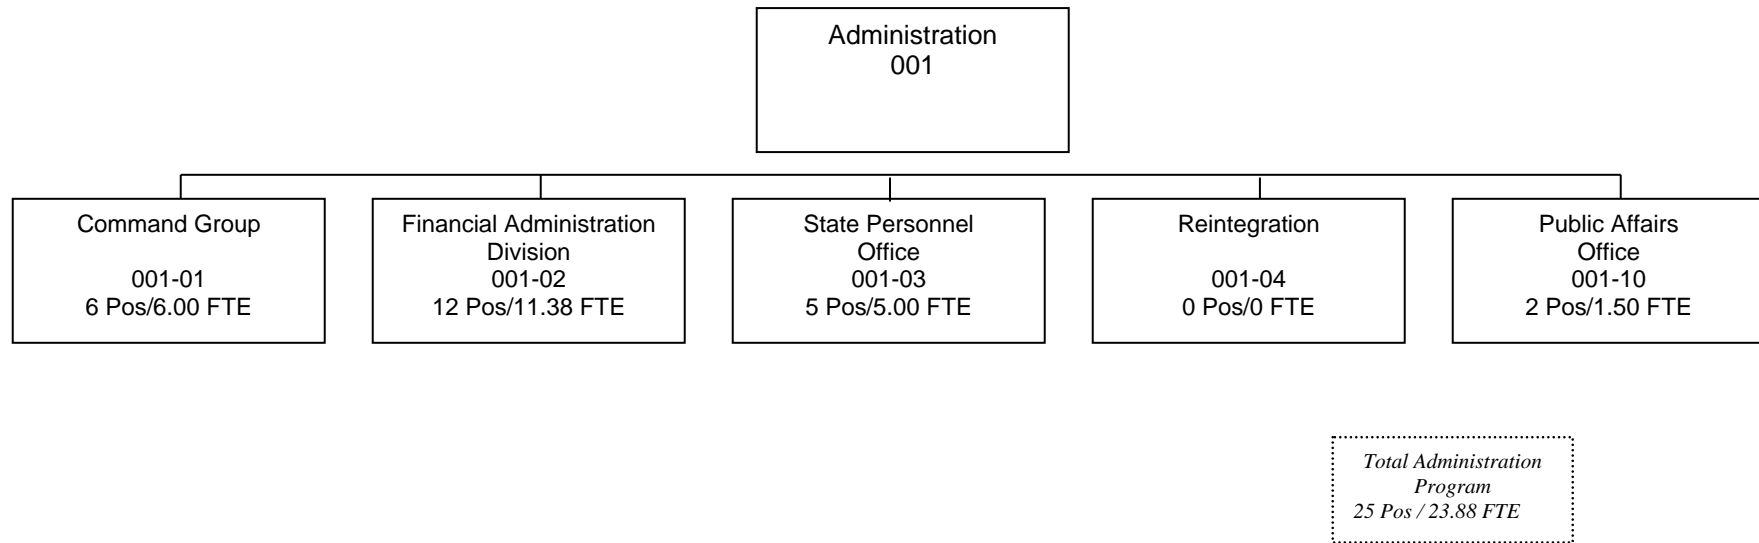 Administration
001
Command Group
001-01
6 Pos/6.00 FTE
Financial Administration
Division
001-02
12 Pos/11.38 FTE
State Personnel
Office
001-03
5 Pos/5.00 FTE
Reintegration
001-04
0 Pos/0 FTE
Public Affairs
Office
001-10
2 Pos/1.50 FTE
Total Administration
Program
25 Pos / 23.88 FTE